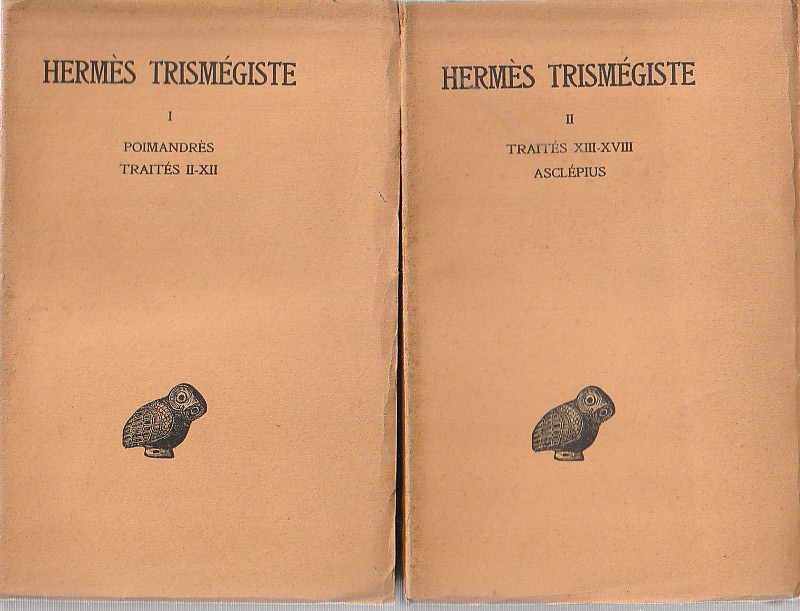 HERMÈS TRISMÉGISTE
I
POIMANDRÈS
TRAITÉS II-XII
HERMÈS TRISMÉGISTE
II
TRAITÉS XIII-XVIII
ASCLÉPIUS